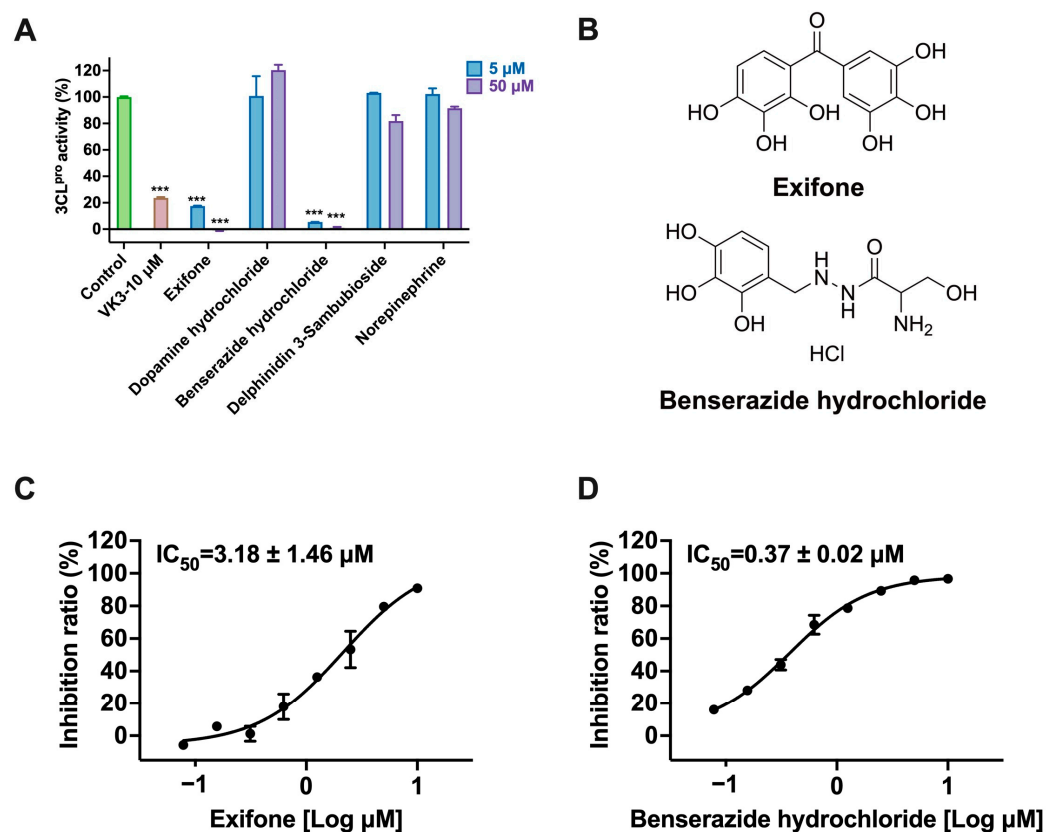 A
3CLpro activity (%)
120
100
80
60
40
20
0
5 µM
50 µM
***
***
***
***
***
Control
VK3-10 µM
Exifone
Dopamine hydrochloride
Benserazide hydrochloride
Delphinidin 3-Sambubioside
Norepinephrine
B
O
OH
HO
OH
OH
HO
OH
Exifone
HO
O
H
N
HO
N
H
OH
OH
NH2
HCl
Benserazide hydrochloride
C
Inhibition ratio (%)
120
100
80
60
40
20
0
IC50=3.18 ± 1.46 µM
−1 0 1
Exifone [Log µM]
D
Inhibition ratio (%)
120
100
80
60
40
20
0
IC50=0.37 ± 0.02 µM
−1 0 1
Benserazide hydrochloride [Log µM]